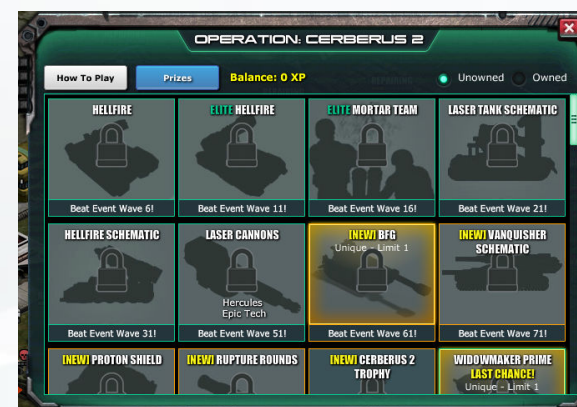 OPERATION: CERBERUS 2
How To Play
Prizes
Balance: 0 XP
Unowned
Owned
HELLFIRE
Beat Event Wave 6!
ELITE HELLFIRE
Beat Event Wave 11!
ELITE MORTAR TEAM
Beat Event Wave 16!
LASER TANK SCHEMATIC
Beat Event Wave 21!
HELLFIRE SCHEMATIC
Beat Event Wave 31!
LASER CANNONS
Hercules
Epic Tech
Beat Event Wave 51!
[NEW] BFG
Unique - Limit 1
Beat Event Wave 61!
[NEW] VANQUISHER
SCHEMATIC
Beat Event Wave 71!
[NEW] PROTON SHIELD
[NEW] RUPTURE ROUNDS
[NEW] CERBERUS 2
TROPHY
WIDOWMAKER PRIME
LAST CHANCE!
Unique - Limit 1